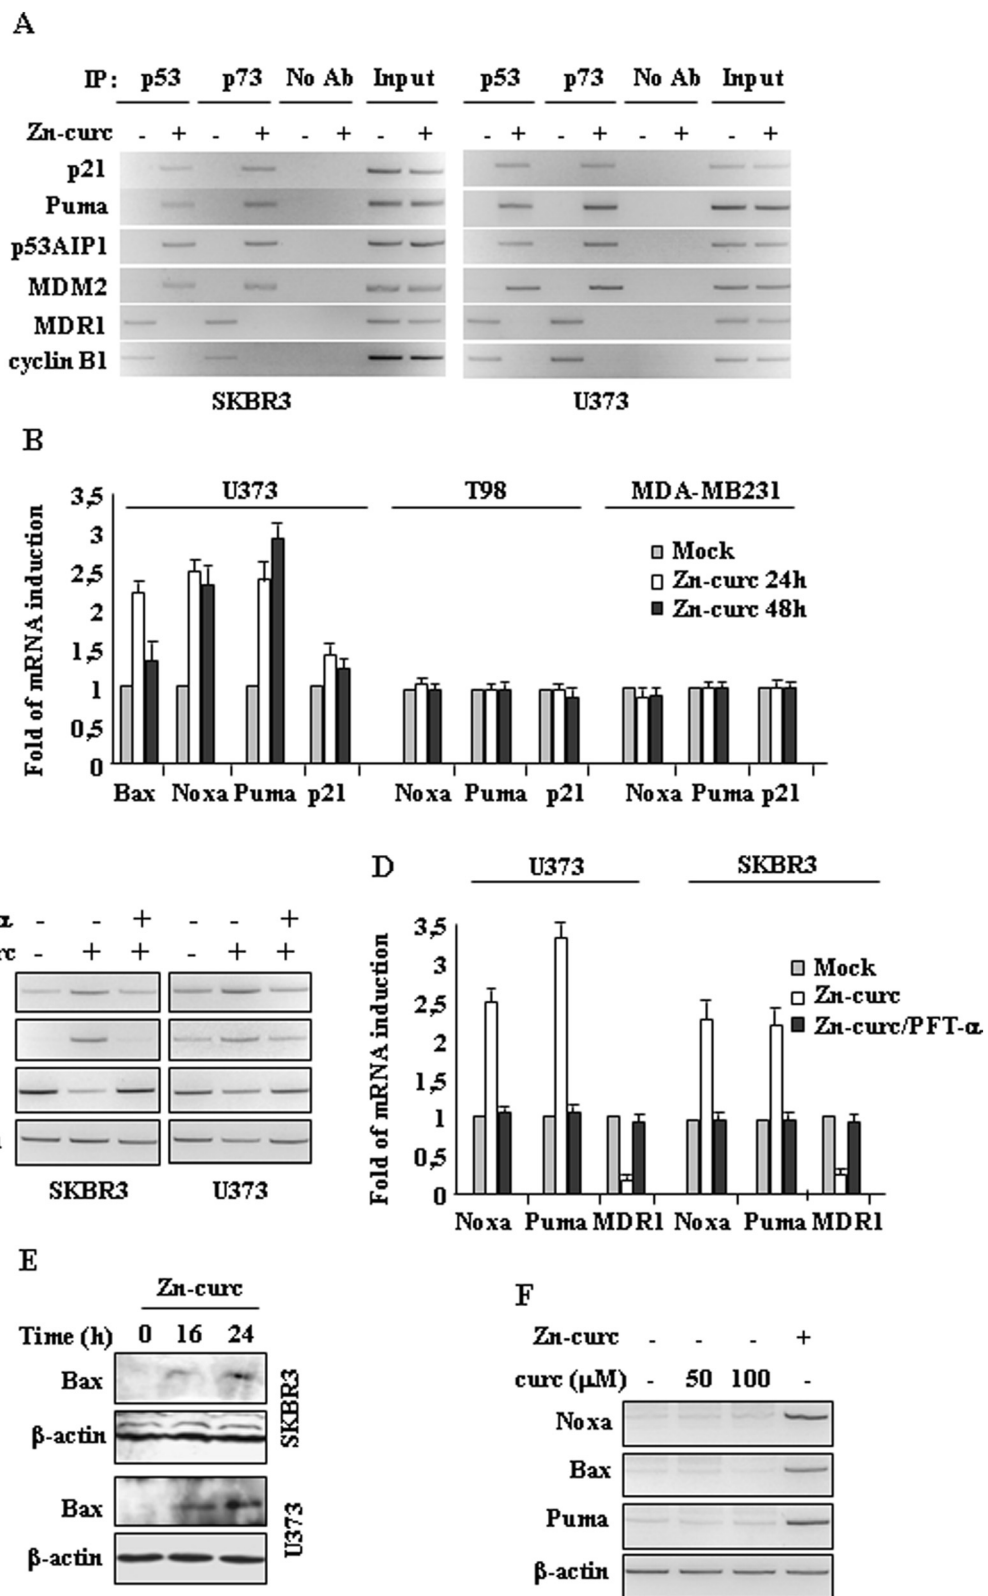 A
IP: p53 p73 No Ab Input p53 p73 No Ab Input
Zn-curc - + - + - + - + - + - + - + - +
p21
Puma
p53AIP1
MDM2
MDR1
cyclin B1
SKBR3 U373
B
U373 T98 MDA-MB231
3,5
3
2,5
2
1,5
1
0,5
0
Fold of mRNA induction
Mock
Zn-curc 24h
Zn-curc 48h
Bax Noxa Puma p21 Noxa Puma p21 Noxa Puma p21
- - + - - +
- + + - + +
SKBR3 U373
D
U373 SKBR3
3,5
3
2,5
2
1,5
1
0,5
0
Fold of mRNA induction
Mock
Zn-curc
Zn-curc/PFT-α
Noxa Puma MDR1 Noxa Puma MDR1
E
Zn-curc
Time (h) 0 16 24
Bax
β-actin
SKBR3
Bax
β-actin
U373
F
Zn-curc - - - +
curc (μM) - 50 100 -
Noxa
Bax
Puma
β-actin